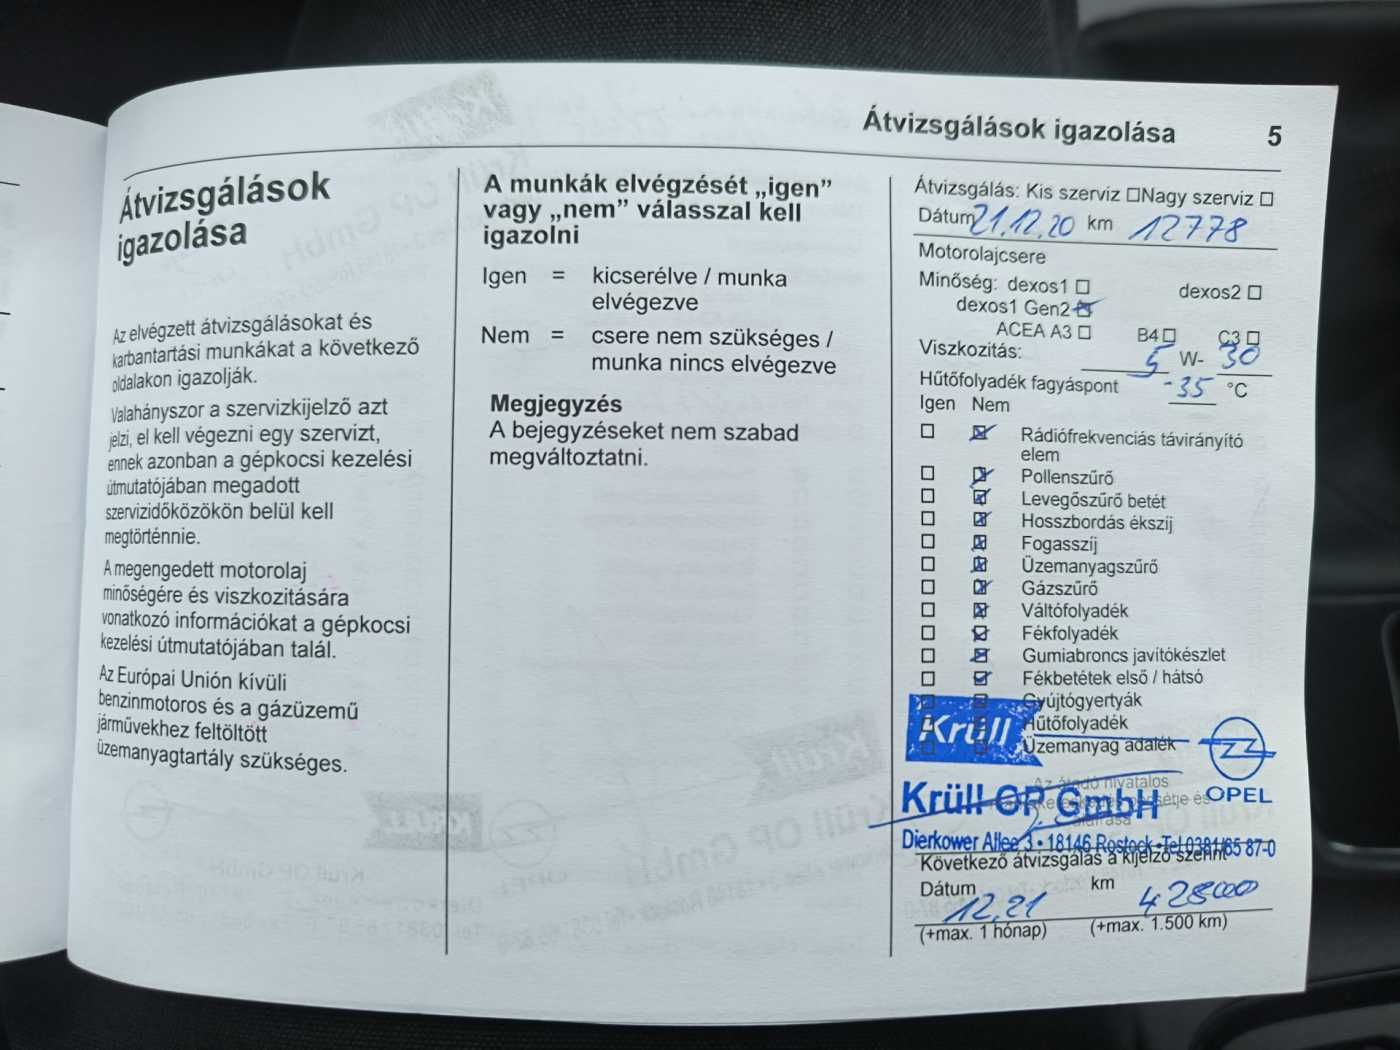 Átvizsgálások igazolása 5
Átvizsgálások
igazolása
Az elvégzett átvizsgálásokat és
karbantartási munkákat a következő
oldalakon igazolják.
Valahányszor a szervizkijelző azt
jelzi, el kell végezni egy szervizt,
ennek azonban a gépkocsi kezelési
útmutatójában megadott
szervizidőközökön belül kell
megtörténnie.
A megengedett motorolaj
minőségére és viszkozitására
vonatkozó információkat a gépkocsi
kezelési útmutatójában talál.
Az Európai Unión kívüli
benzinmotoros és a gázüzemű
járművekhez feltöltött
üzemanyagtartály szükséges.
A munkák elvégzését „igen”
vagy „nem” válasszal kell
igazolni
Igen = kicserélve / munka
elvégezve
Nem = csere nem szükséges /
munka nincs elvégezve
Megjegyzés
A bejegyzéseket nem szabad
megváltoztatni.
Átvizsgálás: Kis szerviz ☐ Nagy szerviz ☐
Dátum 21.12.20 km 12778
Motorolajcsere
Minőség: dexos1 ☐ dexos2 ☐
dexos1 Gen2 ☒
ACEA A3 ☐ B4 ☐ C3 ☐
Viszkozitás: 5 W- 30
Hűtőfolyadék fagyáspont -35 °C
Igen Nem
☐ ☒ Rádiófrekvenciás távirányító
elem
☐ ☒ Pollenszűrő
☐ ☒ Levegőszűrő betét
☐ ☒ Hosszbordás ékszíj
☐ ☒ Fogasszíj
☐ ☒ Üzemanyagszűrő
☐ ☒ Gázszűrő
☐ ☒ Váltófolyadék
☐ ☒ Fékfolyadék
☐ ☒ Gumiabroncs javítókészlet
☐ ☒ Fékbetétek első / hátsó
Gyújtógyertyák
Krüll Hűtőfolyadék
Üzemanyag adalék
Az átadó hivatalos
OPEL
Krüll OP GmbH
Dierkower Allee 3 • 18146 Rostock • Tel 0381/65 87-0
Következő átvizsgálás a kijelző szerint
Dátum 12.21 km 428000
(+max. 1 hónap) (+max. 1.500 km)